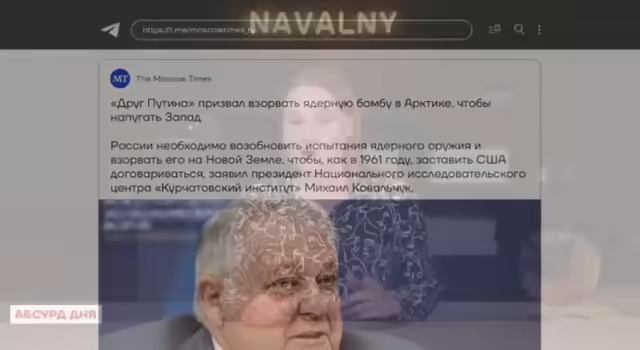 NAVALNY
https://t.me/moscowtimes_ru
MT The Moscow Times
«Друг Путина» призвал взорвать ядерную бомбу в Арктике, чтобы
напугать Запад
России необходимо возобновить испытания ядерного оружия и
взорвать его на Новой Земле, чтобы, как в 1961 году, заставить США
договариваться, заявил президент Национального исследовательского
центра «Курчатовский институт» Михаил Ковальчук.
АБСУРД ДНЯ